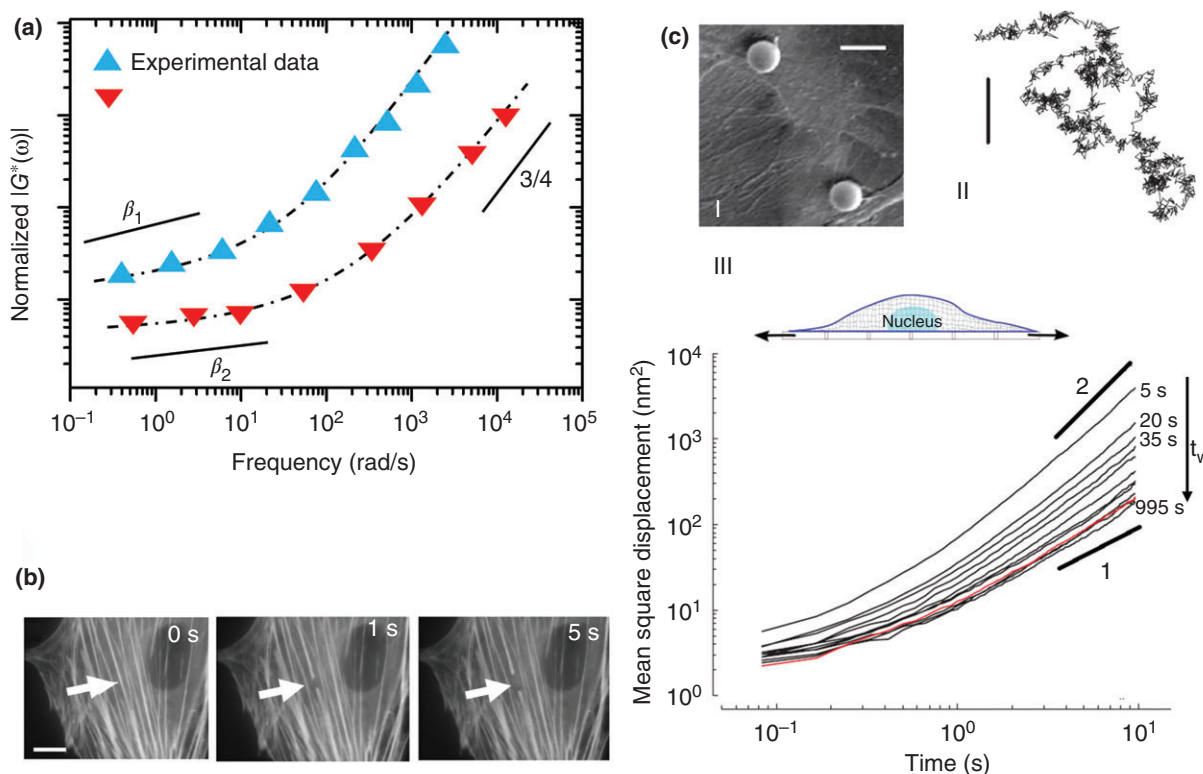 (a)
Normalized |G*(ω)|
Experimental data
β₁
β₂
3/4
10⁻¹ 10⁰ 10¹ 10² 10³ 10⁴ 10⁵
Frequency (rad/s)
(b)
0 s
1 s
5 s
(c)
I
II
III
Nucleus
Mean square displacement (nm²)
10⁴
10³
10²
10¹
10⁰
2
5 s
20 s
35 s
995 s
1
10⁻¹ 10⁰ 10¹
Time (s)